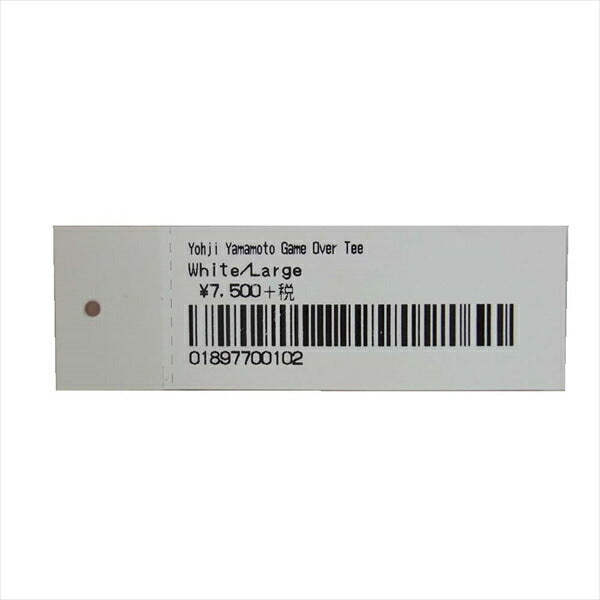 Yohji Yamamoto Game Over Tee
White/Large
¥7,500+税
01897700102